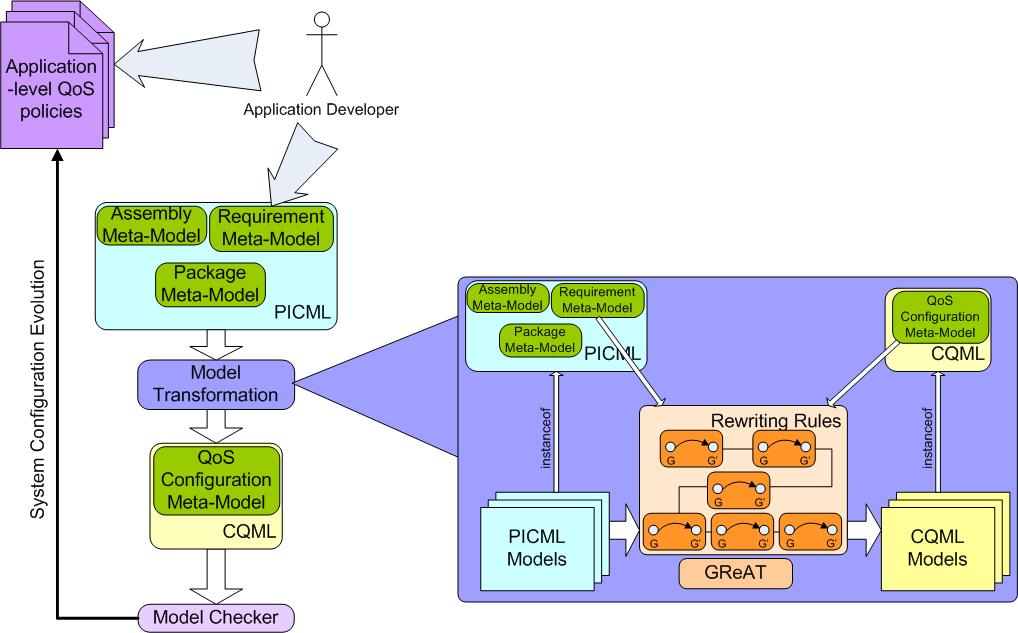 Application
-level QoS
policies
Application Developer
Assembly
Meta-Model
Requirement
Meta-Model
Package
Meta-Model
PICML
Model
Transformation
QoS
Configuration
Meta-Model
CQML
Model Checker
System Configuration Evolution
Assembly
Meta-Model
Requirement
Meta-Model
Package
Meta-Model
PICML
QoS
Configuration
Meta-Model
CQML
instanceof
instanceof
Rewriting Rules
G G'
G G'
G G'
G G'
G G'
G G'
PICML
Models
GReAT
CQML
Models